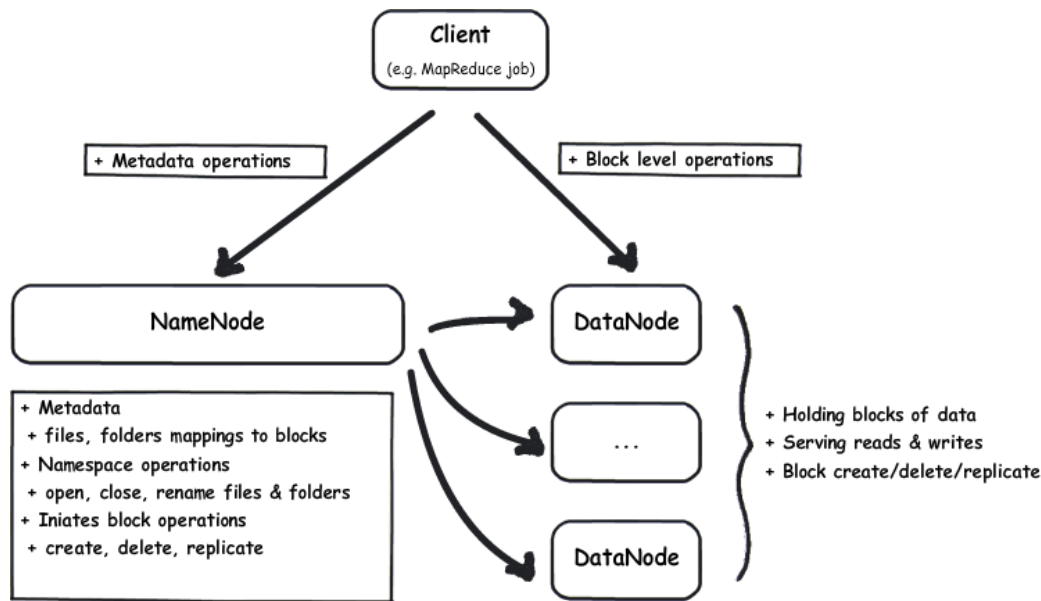 Client
(e.g. MapReduce job)
+ Metadata operations
+ Block level operations
NameNode
DataNode
+ Metadata
+ files, folders mappings to blocks
+ Namespace operations
+ open, close, rename files & folders
+ Iniates block operations
+ create, delete, replicate
...
+ Holding blocks of data
+ Serving reads & writes
+ Block create/delete/replicate
DataNode